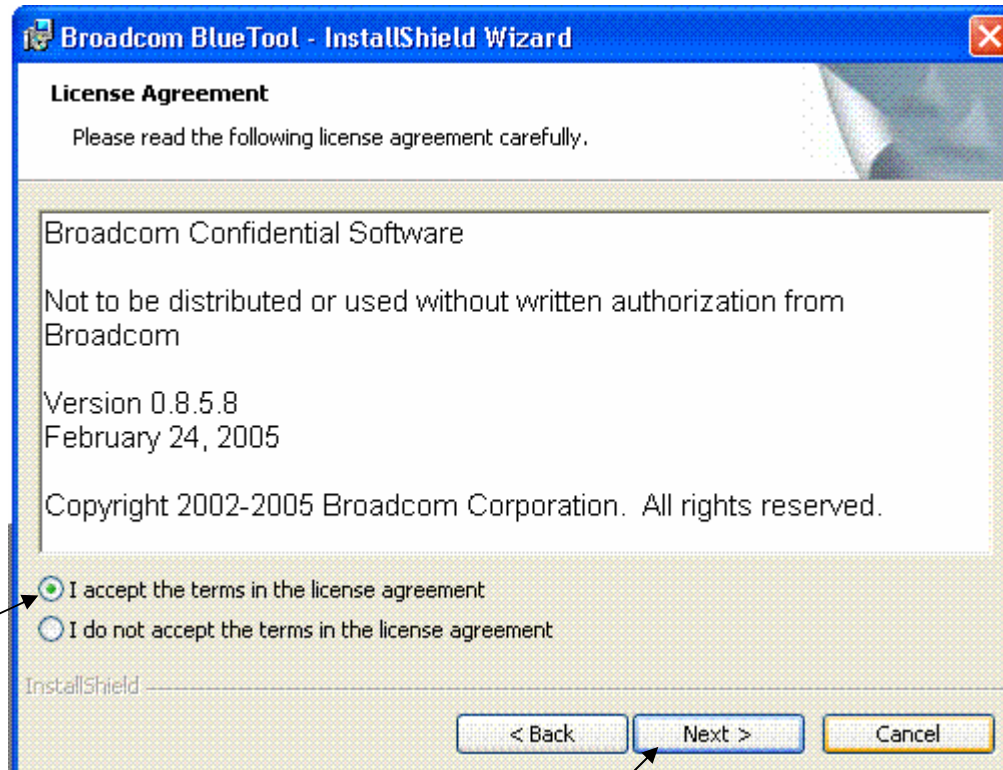 Broadcom BlueTool - InstallShield Wizard
License Agreement
Please read the following license agreement carefully.
Broadcom Confidential Software
Not to be distributed or used without written authorization from
Broadcom
Version 0.8.5.8
February 24, 2005
Copyright 2002-2005 Broadcom Corporation.  All rights reserved.
I accept the terms in the license agreement
I do not accept the terms in the license agreement
InstallShield
< Back
Next >
Cancel